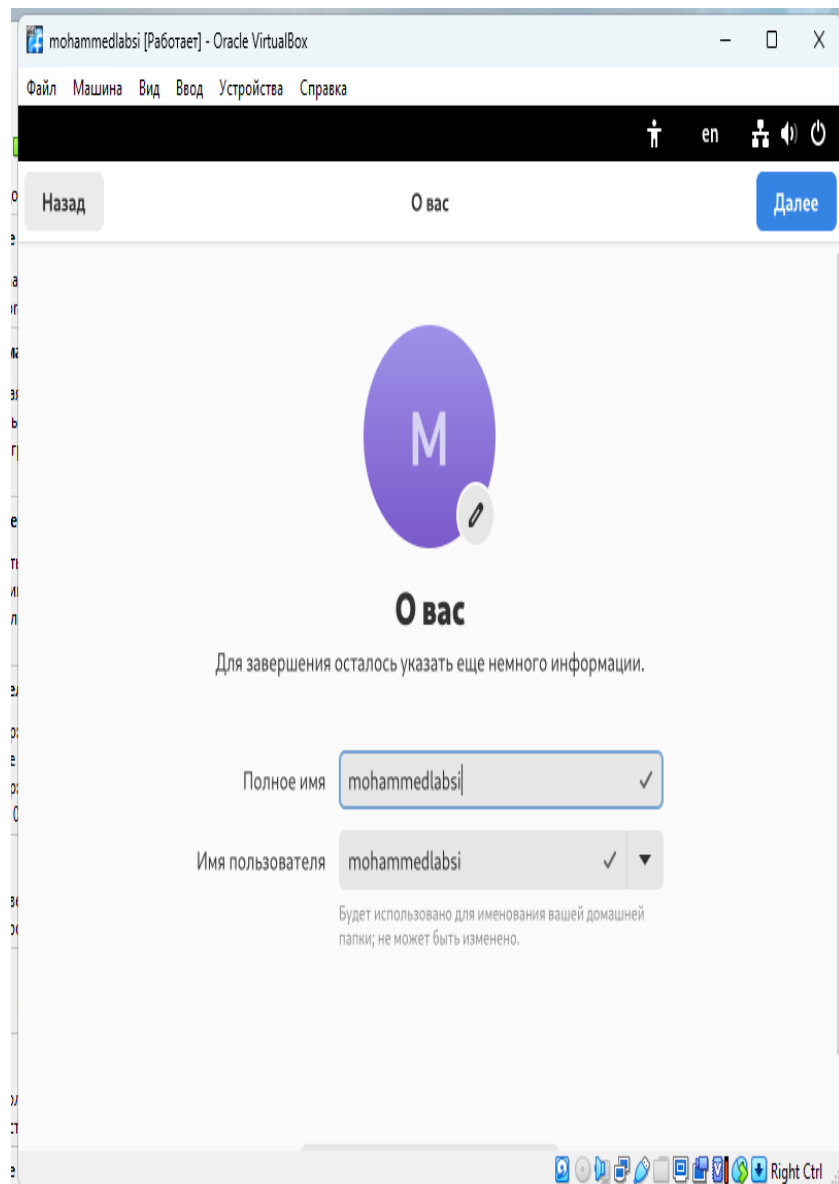 mohammedlabsi [Работает] - Oracle VirtualBox
Файл Машина Вид Ввод Устройства Справка
en
Назад О вас Далее
M
О вас
Для завершения осталось указать еще немного информации.
Полное имя mohammedlabsi
Имя пользователя mohammedlabsi
Будет использовано для именования вашей домашней
папки; не может быть изменено.
Right Ctrl